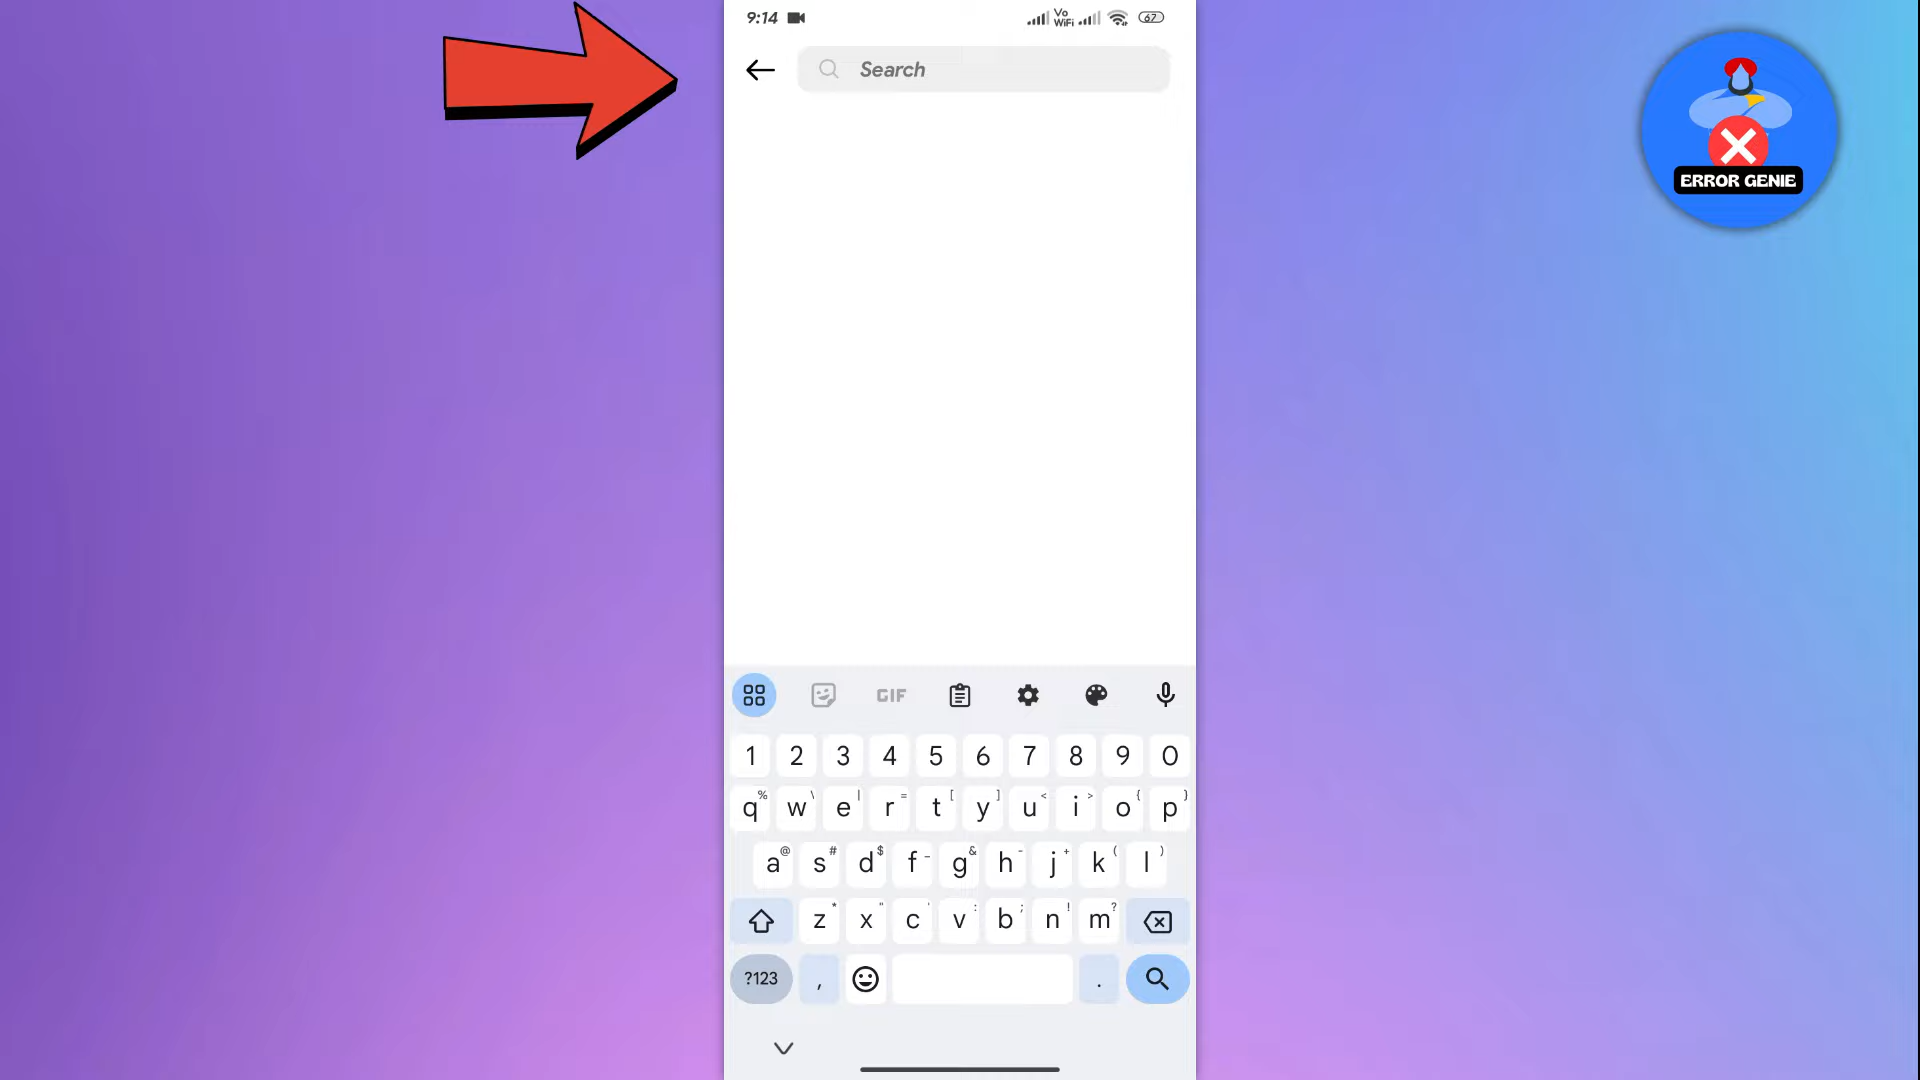 9:14
Vo
WiFi
67
Search
ERROR GENIE
GIF
1 2 3 4 5 6 7 8 9 0
q% w\ e| r= t[ y] u< i> o{ p}
a@ s# d$ f_ g& h- j+ k( l)
z* x" c' v: b; n! m?
?123 , .